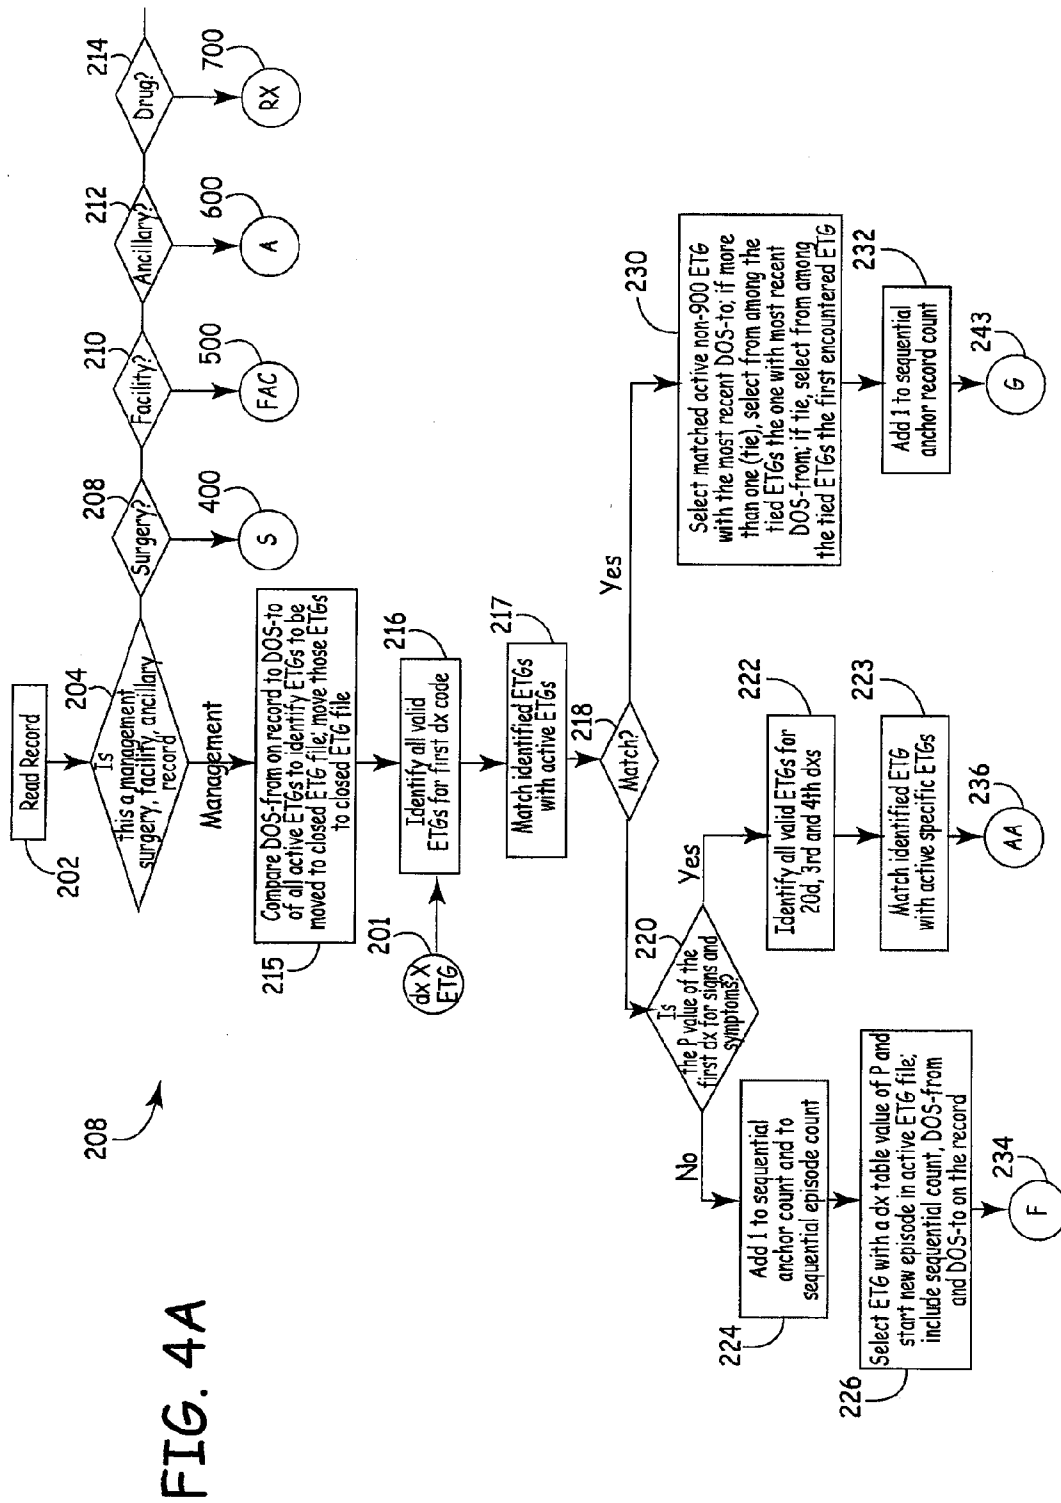 FIG. 4A
208
202
Read Record
204
Is
this a management
surgery, facility, ancillary
record
208
Surgery?
210
Facility?
212
Ancillary?
214
Drug?
400
S
500
FAC
600
A
700
RX
Management
215
Compare DOS-from on record to DOS-to
of all active ETGs to identify ETGs to be
moved to closed ETG file; move those ETGs
to closed ETG file
201
dx X
ETG
216
Identify all valid
ETGs for first dx code
217
Match identified ETGs
with active ETGs
218
Match?
Yes
220
Is
the P value of the
first dx for signs and
symptoms?
No
Yes
224
Add 1 to sequential
anchor count and to
sequential episode count
226
Select ETG with a dx table value of P and
start new episode in active ETG file;
include sequential count, DOS-from
and DOS-to on the record
234
F
222
Identify all valid ETGs for
20d, 3rd and 4th dxs
223
Match identified ETG
with active specific ETGs
236
AA
230
Select matched active non-900 ETG
with the most recent DOS-to; if more
than one (tie), select from among the
tied ETGs the one with most recent
DOS-from; if tie, select from among
the tied ETGs the first encountered ETG
232
Add 1 to sequential
anchor record count
243
G